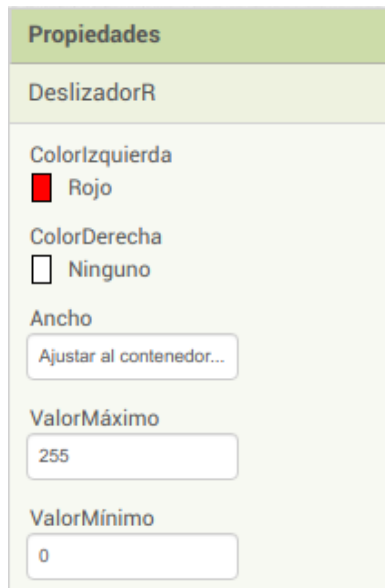 Propiedades
DeslizadorR
ColorIzquierda
Rojo
ColorDerecha
Ninguno
Ancho
Ajustar al contenedor...
ValorMáximo
255
ValorMínimo
0